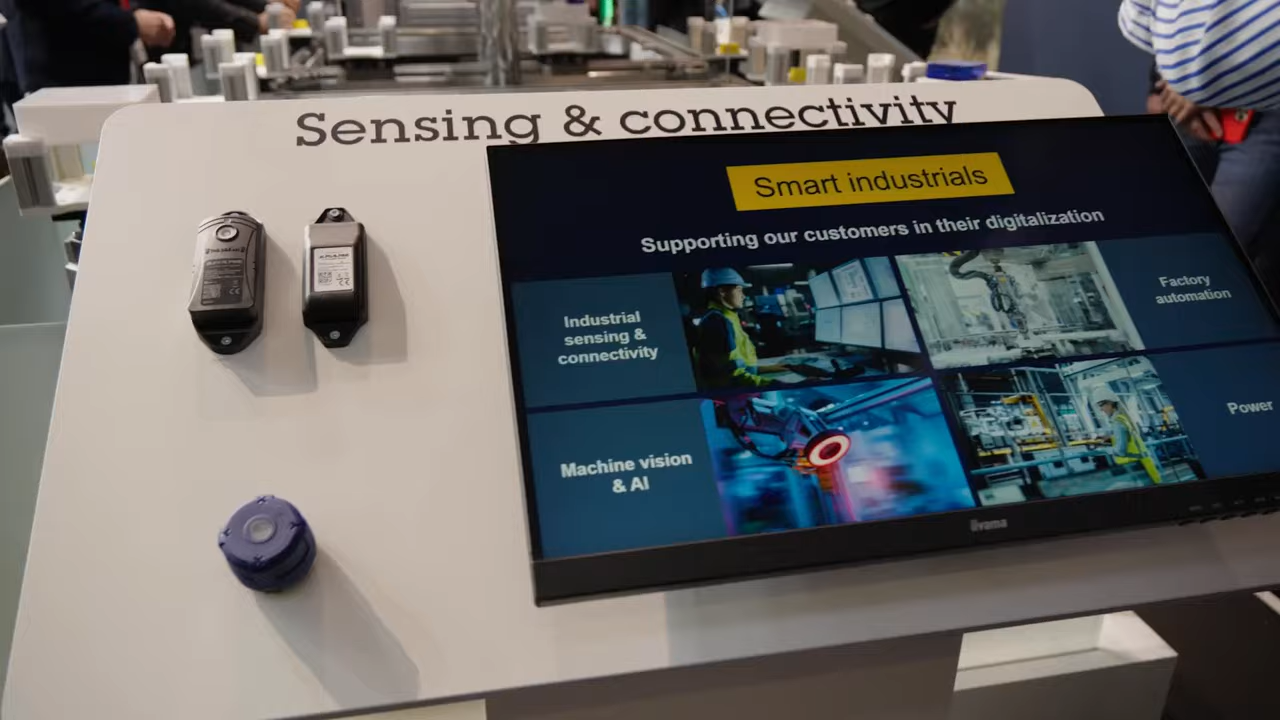 Sensing & connectivity
Smart industrials
Supporting our customers in their digitalization
Industrial
sensing &
connectivity
Factory
automation
Machine vision
& AI
Power
iiyama